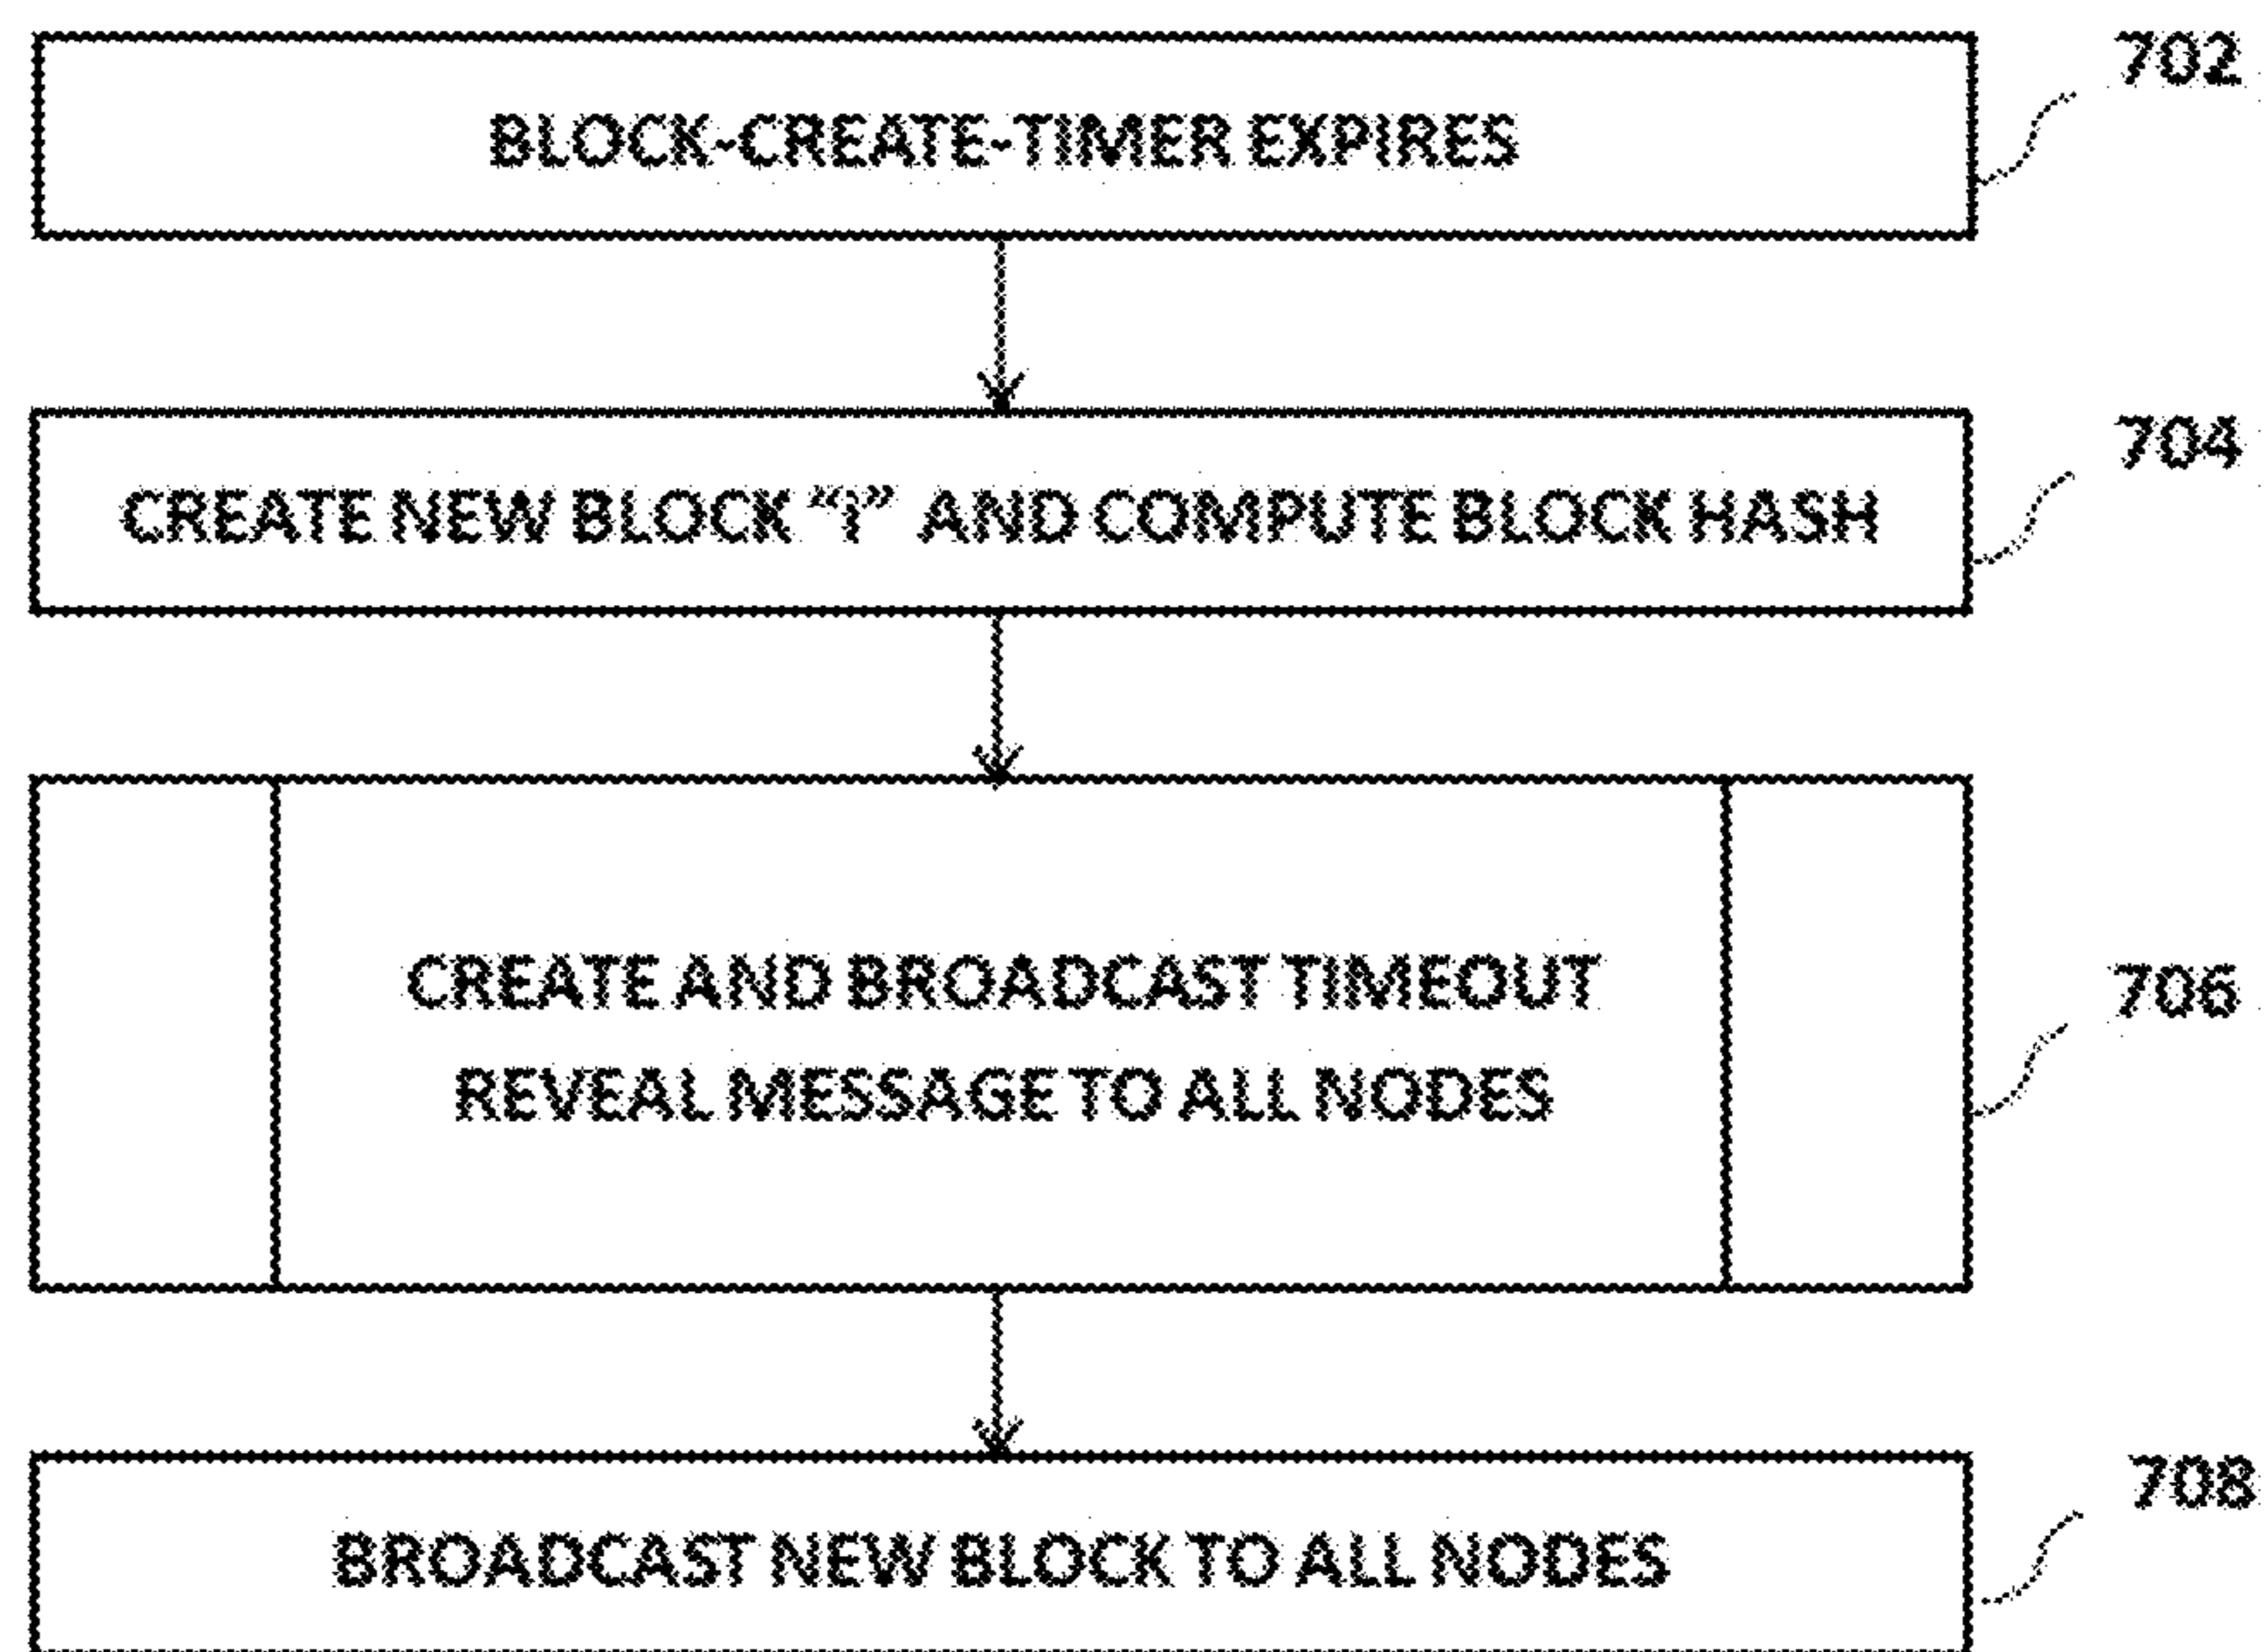 702
BLOCK-CREATE-TIMER EXPIRES
704
CREATE NEW BLOCK “i” AND COMPUTE BLOCK HASH
706
CREATE AND BROADCAST TIMEOUT
REVEAL MESSAGE TO ALL NODES
708
BROADCAST NEW BLOCK TO ALL NODES